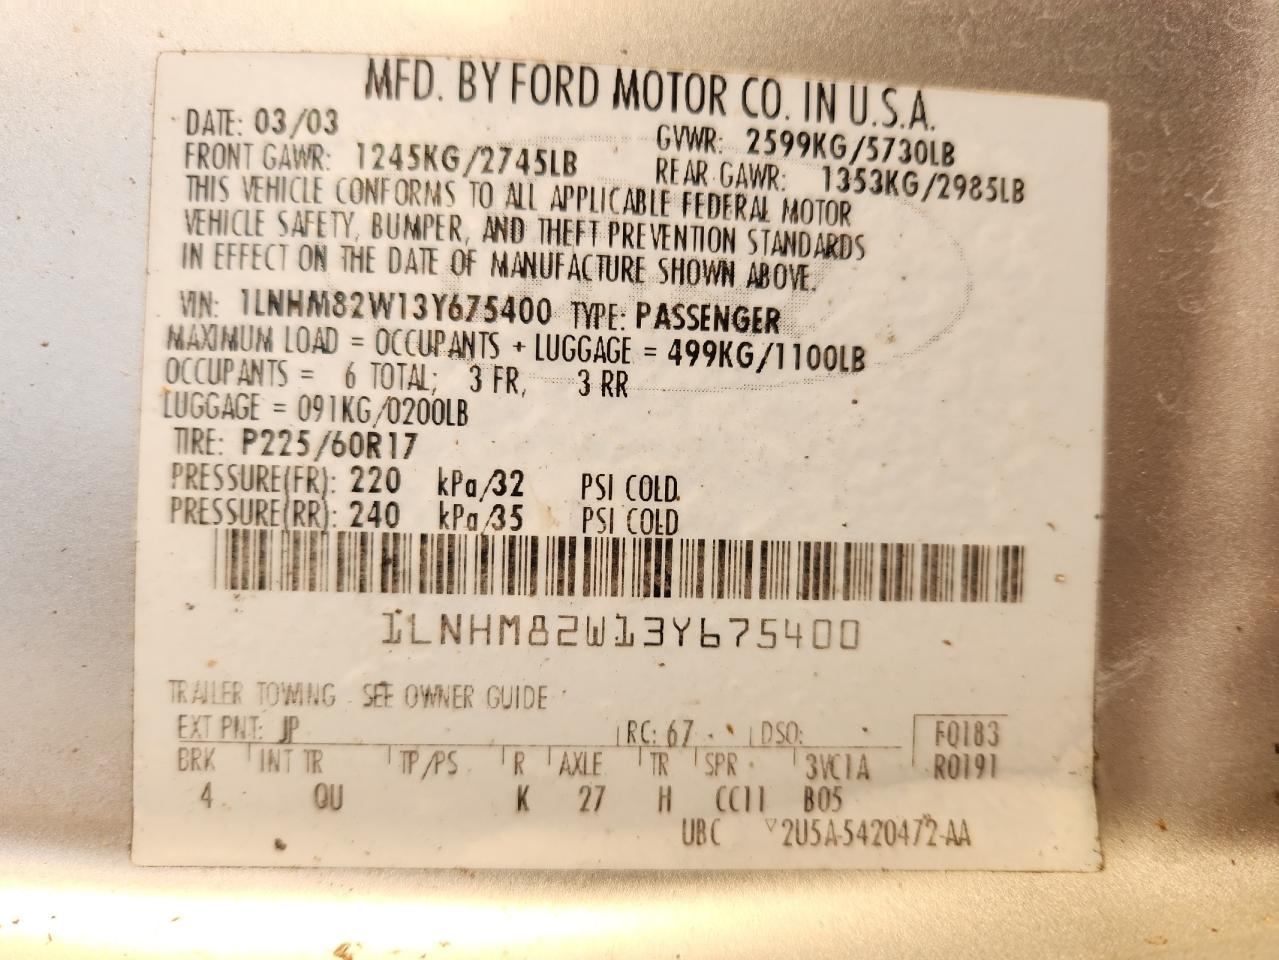 MFD. BY FORD MOTOR CO. IN U.S.A.
DATE: 03/03 GVWR: 2599KG/5730LB
FRONT GAWR: 1245KG/2745LB REAR GAWR: 1353KG/2985LB
THIS VEHICLE CONFORMS TO ALL APPLICABLE FEDERAL MOTOR
VEHICLE SAFETY, BUMPER, AND THEFT PREVENTION STANDARDS
IN EFFECT ON THE DATE OF MANUFACTURE SHOWN ABOVE.
VIN: 1LNHM82W13Y675400 TYPE: PASSENGER
MAXIMUM LOAD = OCCUPANTS + LUGGAGE = 499KG/1100LB
OCCUPANTS = 6 TOTAL; 3 FR, 3 RR
LUGGAGE = 091KG/0200LB
TIRE: P225/60R17
PRESSURE(FR): 220 kPa/32 PSI COLD
PRESSURE(RR): 240 kPa/35 PSI COLD
1LNHM82W13Y675400
TRAILER TOWING - SEE OWNER GUIDE
EXT PNT: JP RC: 67 DSO: F0183
BRK INT TR TP/PS R AXLE TR SPR 3VC1A R0191
4 OU K 27 H CC11 B05
UBC ▽2U5A-5420472-AA